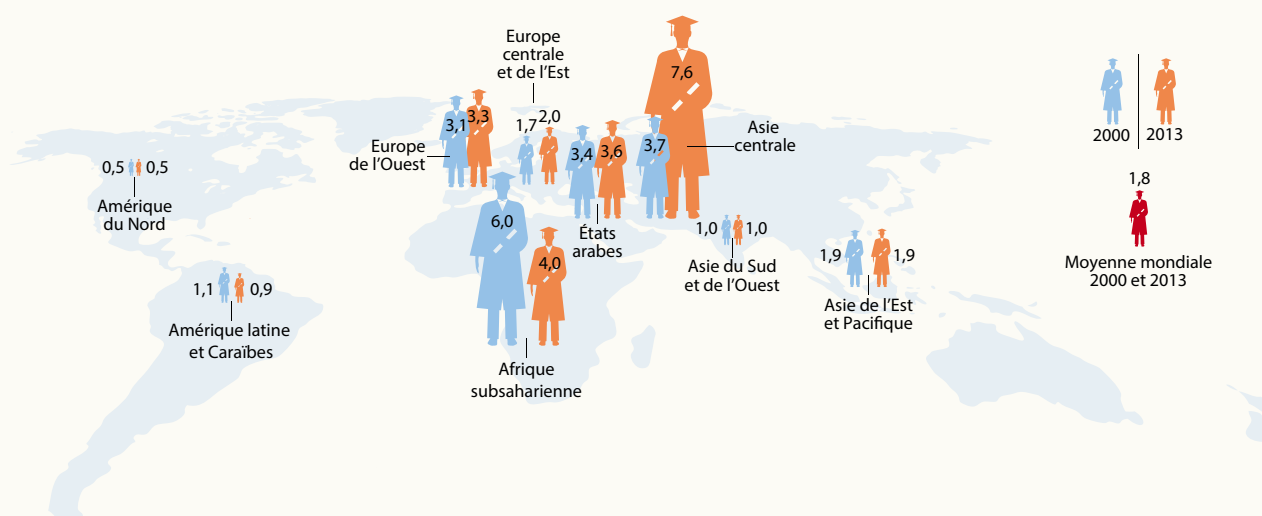 Europe
centrale
et de l’Est
1,7
2,0
3,1
3,3
Europe
de l’Ouest
7,6
3,7
Asie
centrale
3,4
3,6
États
arabes
0,5
0,5
Amérique
du Nord
6,0
4,0
Afrique
subsaharienne
1,0
1,0
Asie du Sud
et de l’Ouest
1,9
1,9
Asie de l’Est
et Pacifique
1,1
0,9
Amérique latine
et Caraïbes
2000
2013
1,8
Moyenne mondiale
2000 et 2013